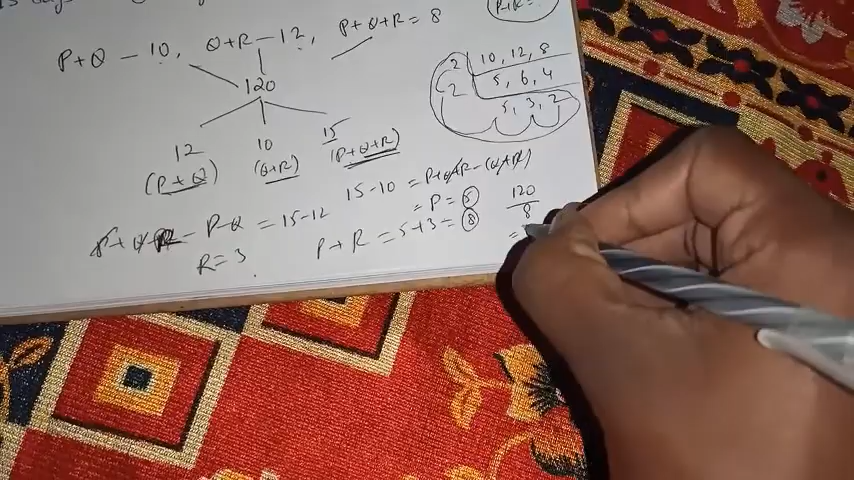 P+R=
P+Q — 10, Q+R — 12, P+Q+R = 8
120
12 10 15
(P+Q) (Q+R) (P+Q+R)
2 | 10, 12, 8
2 | 5, 6, 4
5, 3, 2
P+Q+R - P-Q = 15-12
R = 3
15-10 = P+Q+R-(Q+R)
= P = 5
P+R = 5+3 = 8
120
8
=